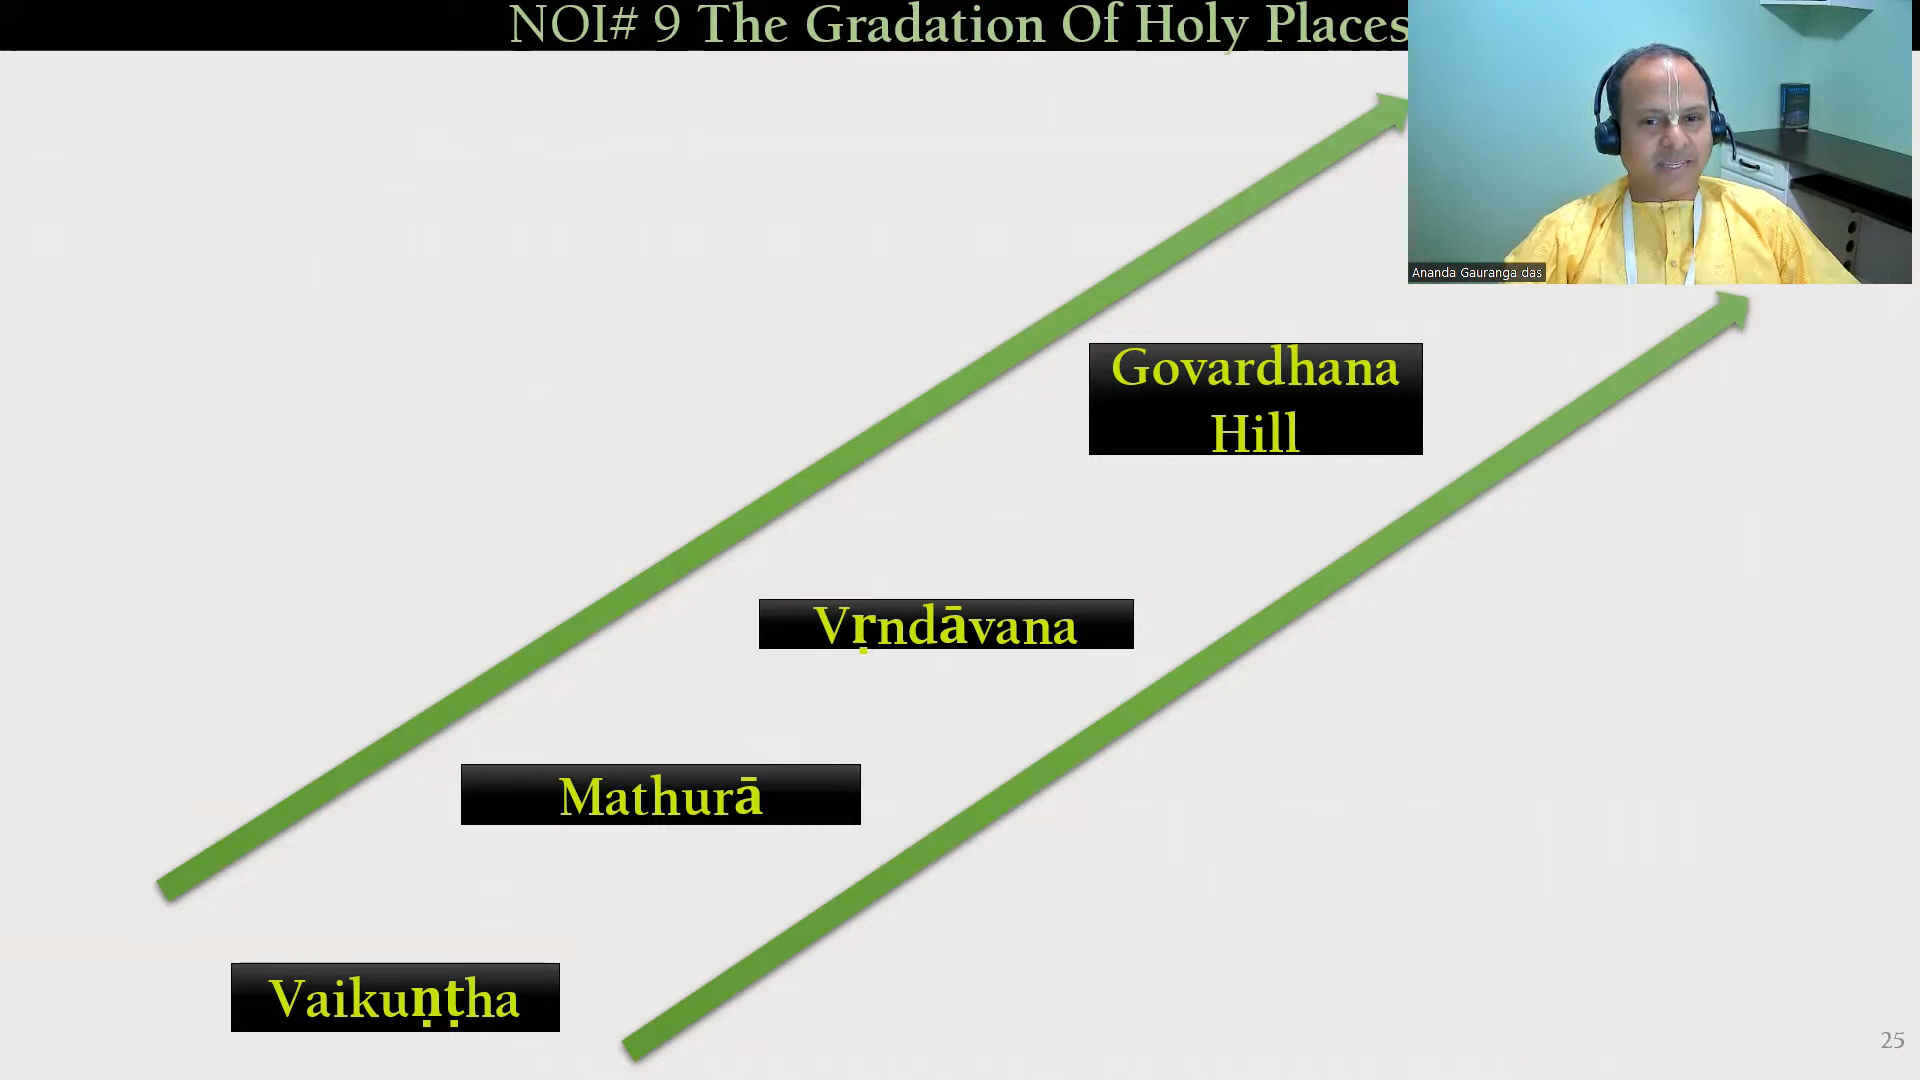 NOI# 9 The Gradation Of Holy Places
Ananda Gauranga das
Govardhana
Hill
Vṛndāvana
Mathurā
Vaikuṇṭha
25